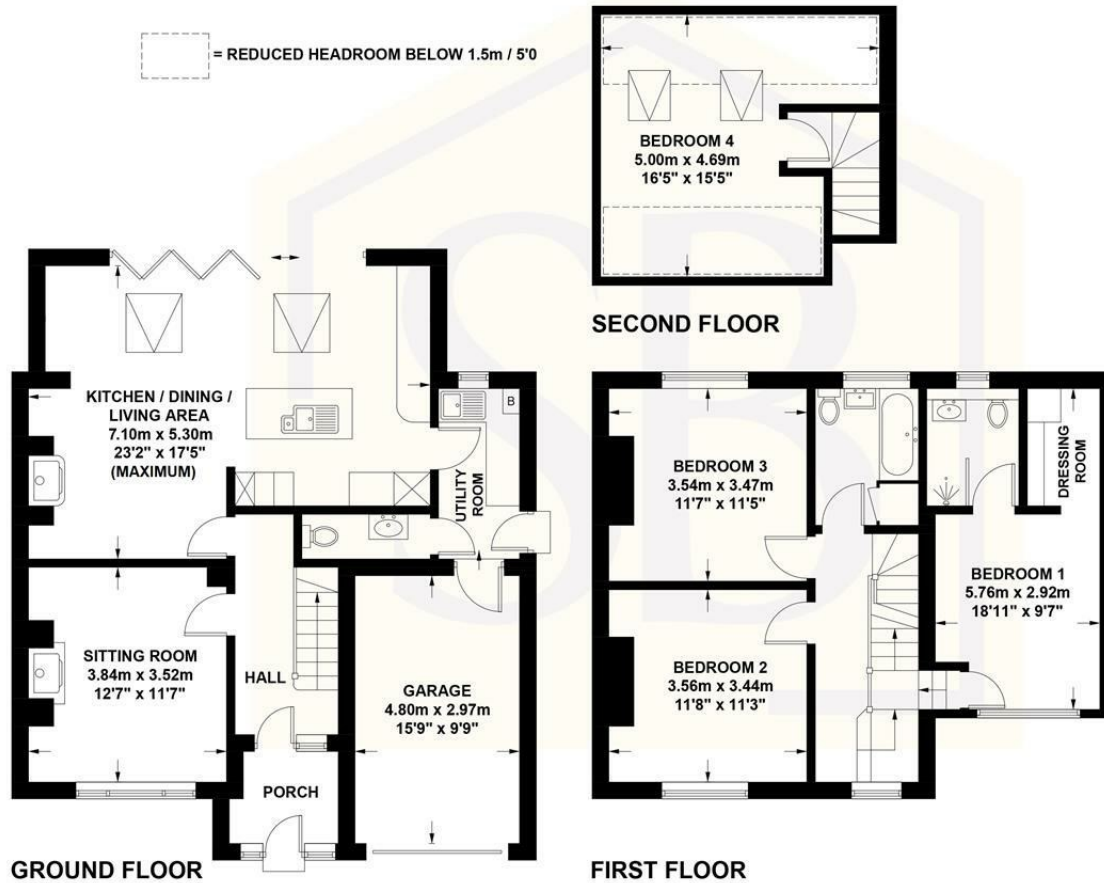 = REDUCED HEADROOM BELOW 1.5m / 5'0
BEDROOM 4
5.00m x 4.69m
16'5" x 15'5"
SECOND FLOOR
KITCHEN / DINING /
LIVING AREA
7.10m x 5.30m
23'2" x 17'5"
(MAXIMUM)
B
UTILITY
ROOM
SITTING ROOM
3.84m x 3.52m
12'7" x 11'7"
HALL
GARAGE
4.80m x 2.97m
15'9" x 9'9"
PORCH
GROUND FLOOR
BEDROOM 3
3.54m x 3.47m
11'7" x 11'5"
DRESSING
ROOM
BEDROOM 1
5.76m x 2.92m
18'11" x 9'7"
BEDROOM 2
3.56m x 3.44m
11'8" x 11'3"
FIRST FLOOR
SB